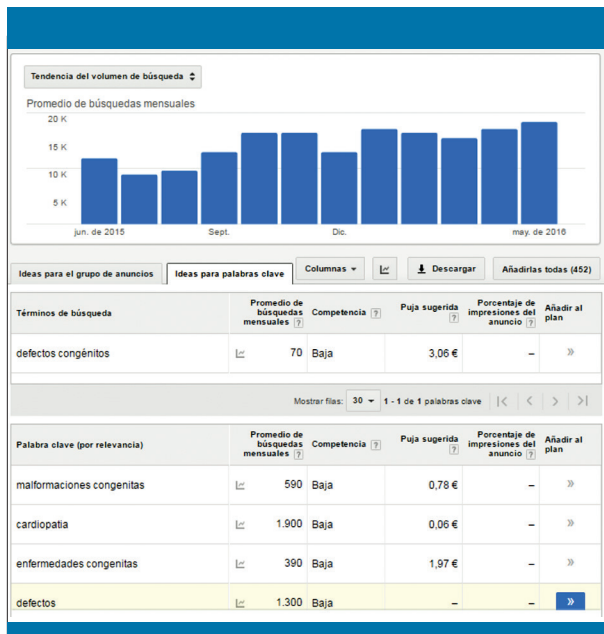 Tendencia del volumen de búsqueda
Promedio de búsquedas mensuales
20 K
15 K
10 K
5 K
jun. de 2015 Sept. Dic. may. de 2016
Ideas para el grupo de anuncios Ideas para palabras clave Columnas Descargar Añadirlas todas (452)
Términos de búsqueda Promedio de búsquedas mensuales ? Competencia ? Puja sugerida ? Porcentaje de impresiones del anuncio ? Añadir al plan
defectos congénitos 70 Baja 3,06 € – »
Mostrar filas: 30 1 - 1 de 1 palabras clave |< < > >|
Palabra clave (por relevancia) Promedio de búsquedas mensuales ? Competencia ? Puja sugerida ? Porcentaje de impresiones del anuncio ? Añadir al plan
malformaciones congenitas 590 Baja 0,78 € – »
cardiopatia 1.900 Baja 0,06 € – »
enfermedades congenitas 390 Baja 1,97 € – »
defectos 1.300 Baja – – »